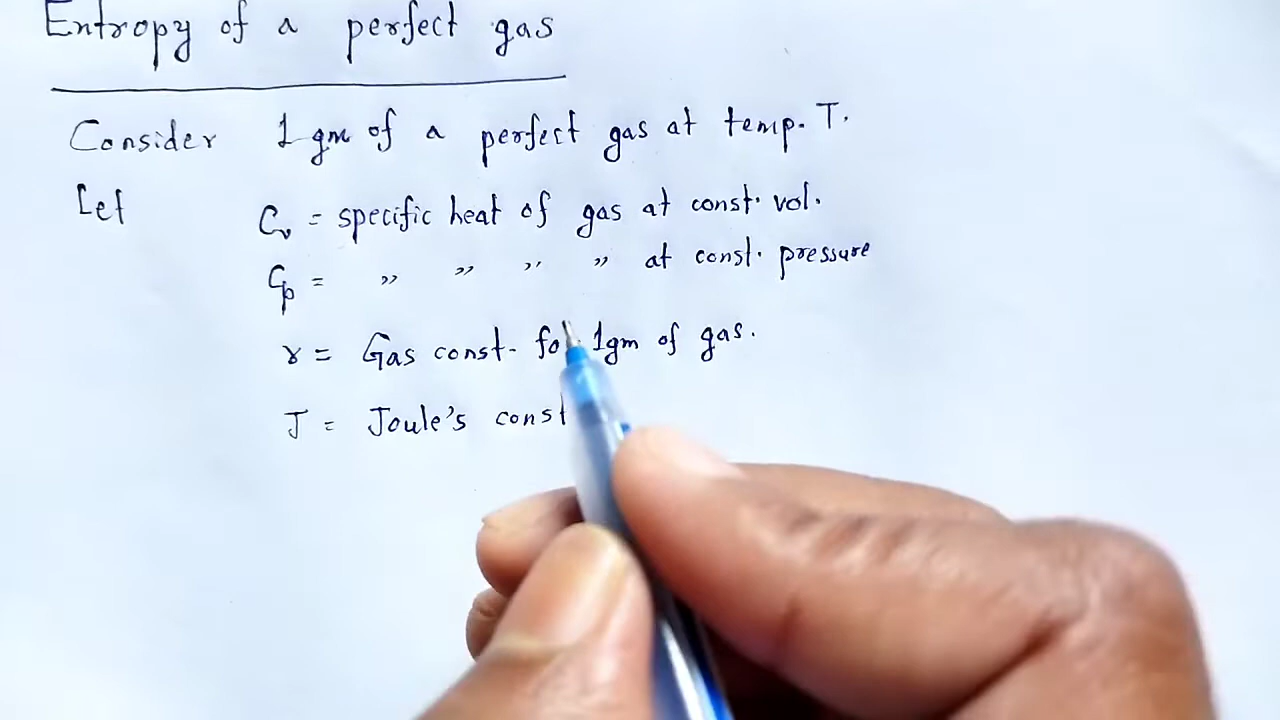 Entropy of a perfect gas
Consider 1 gm of a perfect gas at temp. T.
Let Cv = specific heat of gas at const. vol.
Cp = ,, ,, ,, ,, at const. pressure
r = Gas const. for 1gm of gas.
J = Joule's const